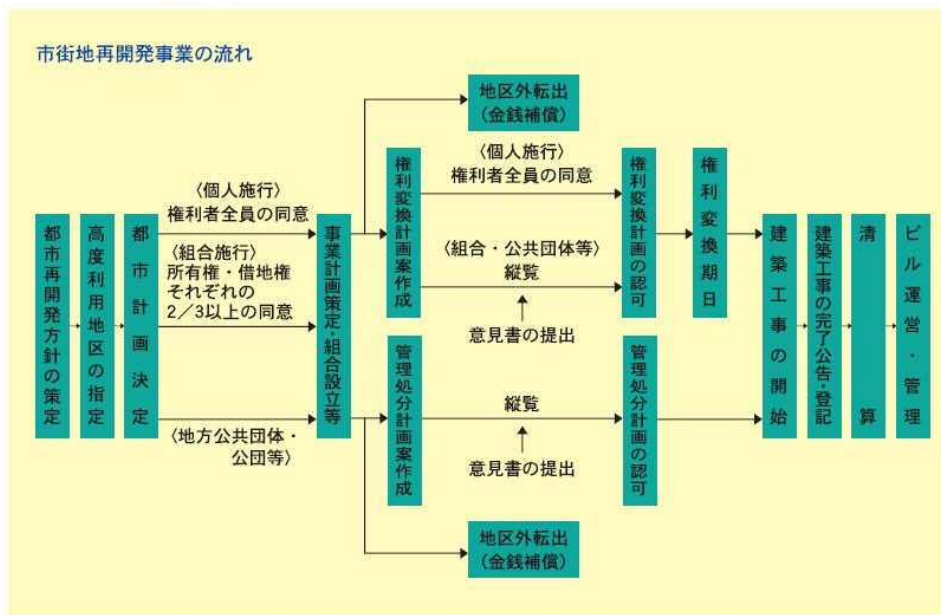 市街地再開発事業の流れ
都市再開発方針の策定
高度利用地区の指定
都市計画決定
〈個人施行〉
権利者全員の同意
〈組合施行〉
所有権・借地権
それぞれの
2/3以上の同意
〈地方公共団体・
公団等〉
事業計画策定・組合設立等
地区外転出
(金銭補償)
権利変換計画案作成
〈個人施行〉
権利者全員の同意
〈組合・公共団体等〉
縦覧
意見書の提出
権利変換計画の認可
権利変換期日
管理処分計画案作成
縦覧
意見書の提出
管理処分計画の認可
地区外転出
(金銭補償)
建築工事の開始
建築工事の完了公告・登記
清算
ビル運営・管理